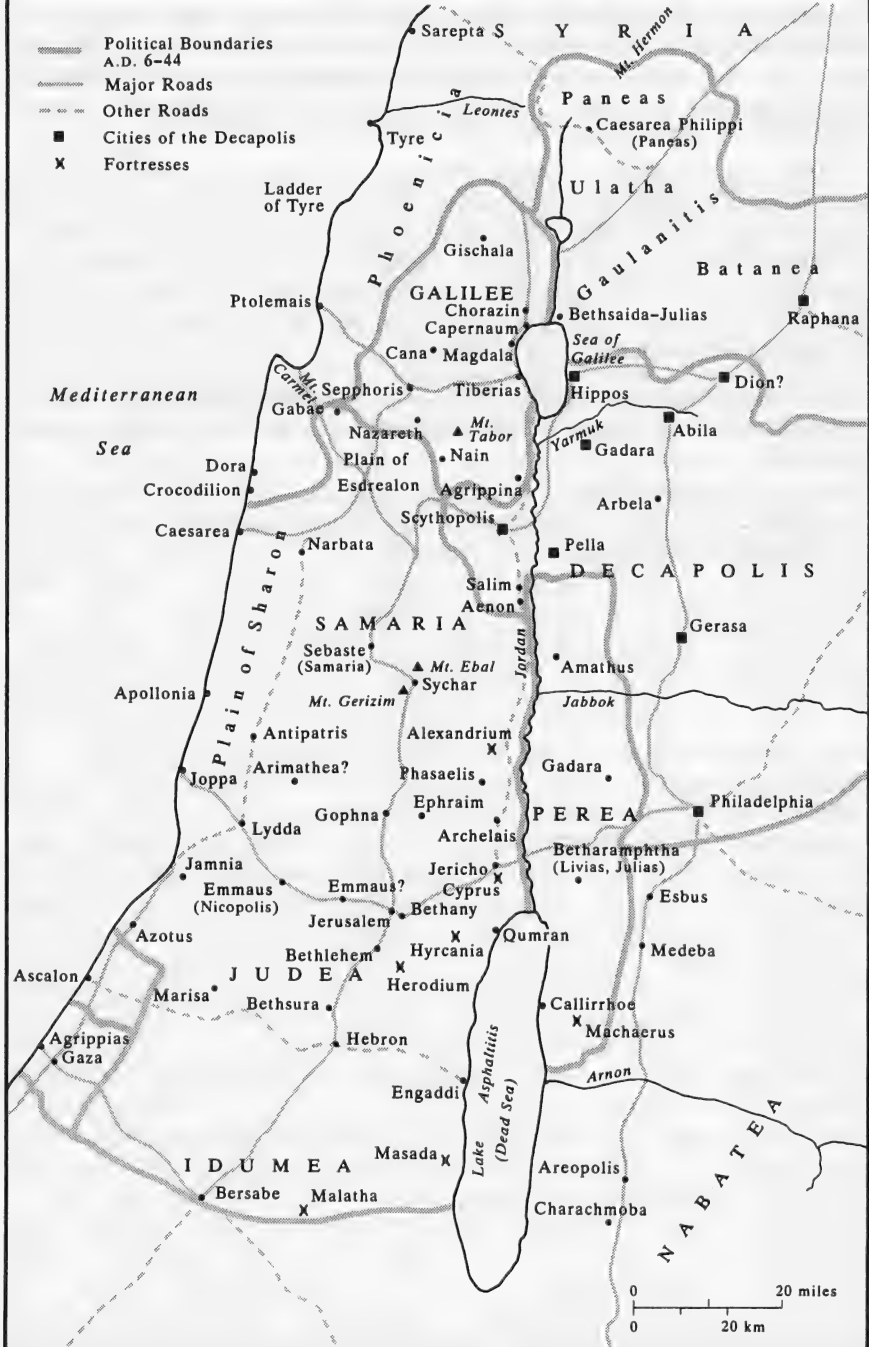 Political Boundaries
A.D. 6–44
Major Roads
Other Roads
Cities of the Decapolis
Fortresses
Sarepta
SYRIA
Mt. Hermon
Paneas
Leontes
Caesarea Philippi
(Paneas)
Tyre
Phoenicia
Ulatha
Ladder
of Tyre
Gaulanitis
Gischala
Batanea
GALILEE
Ptolemais
Chorazin
Bethsaida-Julias
Raphana
Capernaum
Sea of
Galilee
Cana
Magdala
Mt.
Carmel
Sepphoris
Tiberias
Hippos
Dion?
Mediterranean
Sea
Gabae
Nazareth
Mt.
Tabor
Yarmuk
Abila
Gadara
Nain
Plain of
Esdrealon
Dora
Crocodilion
Agrippina
Arbela
Scythopolis
Caesarea
Narbata
Pella
DECAPOLIS
Salim
Aenon
Plain of Sharon
SAMARIA
Gerasa
Sebaste
(Samaria)
Mt. Ebal
Jordan
Amathus
Sychar
Apollonia
Mt. Gerizim
Jabbok
Antipatris
Alexandrium
Joppa
Arimathea?
Phasaelis
Gadara
Gophna
Ephraim
PEREA
Philadelphia
Lydda
Archelais
Betharamphtha
(Livias, Julias)
Jamnia
Jericho
Cyprus
Emmaus
(Nicopolis)
Emmaus?
Esbus
Jerusalem
Bethany
Azotus
Qumran
Hyrcania
Medeba
Bethlehem
Ascalon
JUDEA
Herodium
Marisa
Bethsura
Callirrhoe
Machaerus
Agrippias
Gaza
Hebron
Lake Asphaltitis
(Dead Sea)
Arnon
Engaddi
NABATEA
IDUMEA
Masada
Areopolis
Bersabe
Malatha
Charachmoba
0 20 miles
0 20 km